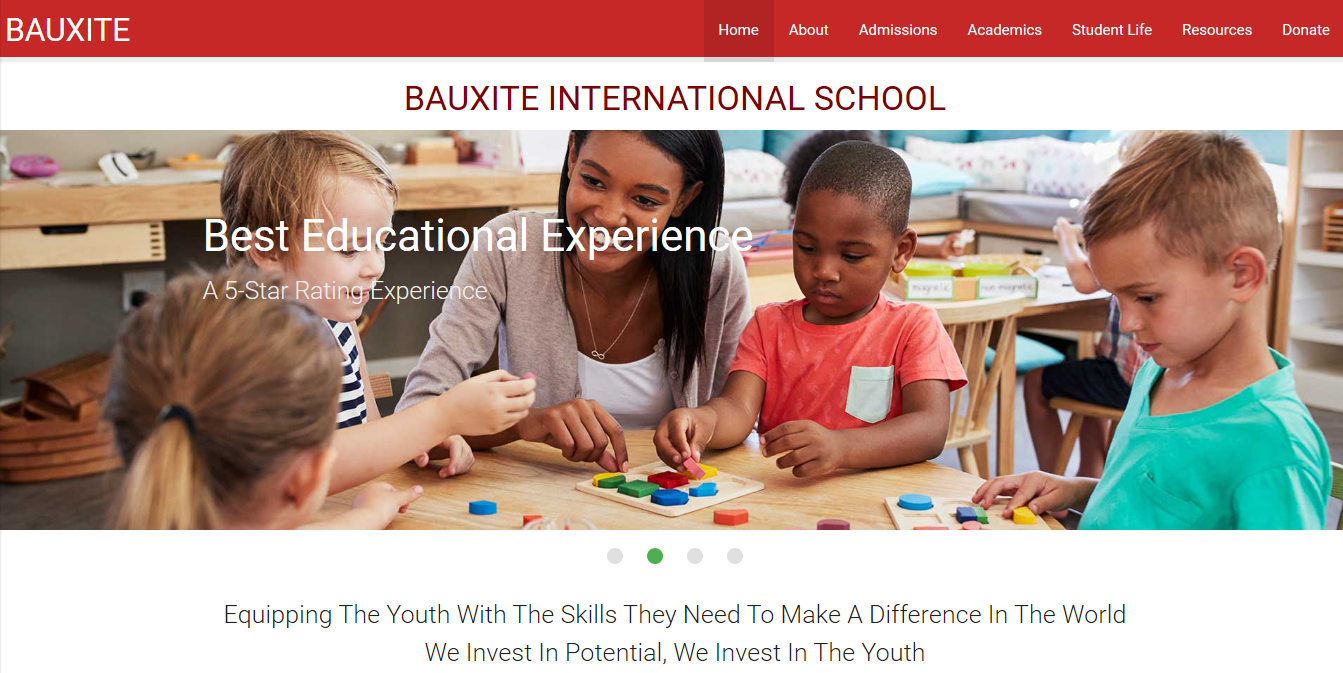 BAUXITE
Home About Admissions Academics Student Life Resources Donate
BAUXITE INTERNATIONAL SCHOOL
Best Educational Experience
A 5-Star Rating Experience
Equipping The Youth With The Skills They Need To Make A Difference In The World
We Invest In Potential, We Invest In The Youth